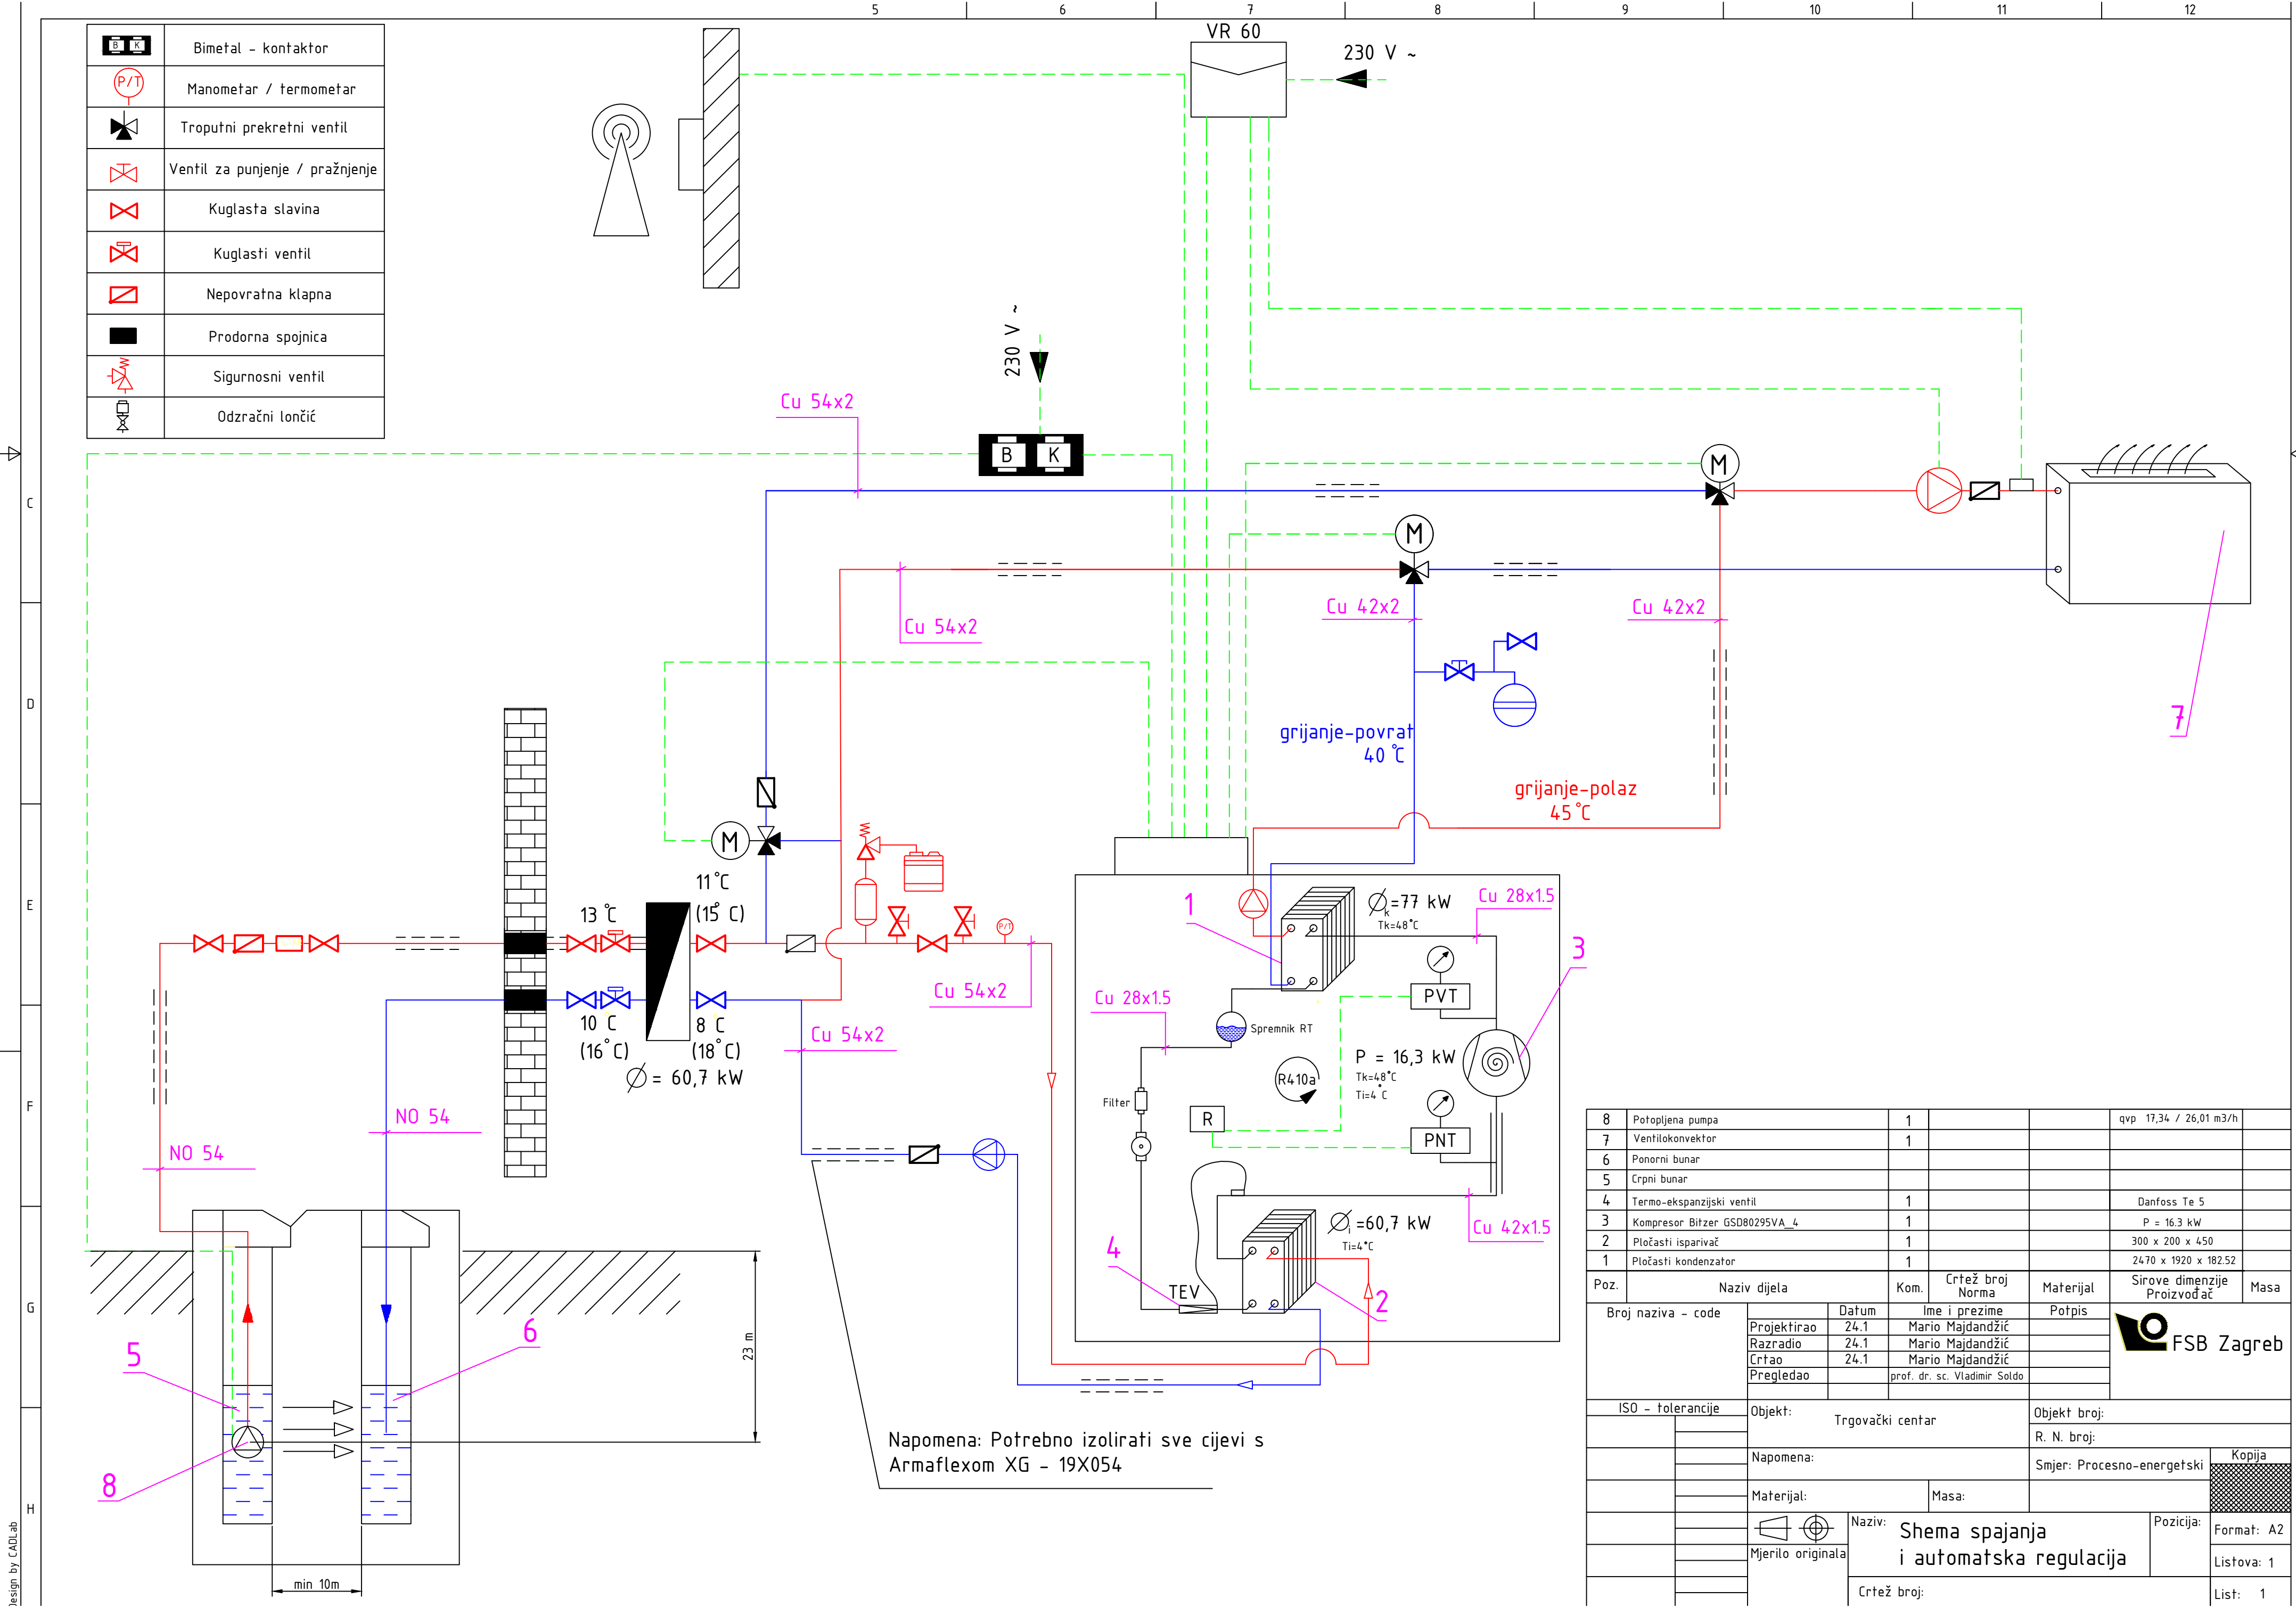 5 6 7 8 9 10 11 12
B K Bimetal - kontaktor
P/T Manometar / termometar
Troputni prekretni ventil
Ventil za punjenje / pražnjenje
Kuglasta slavina
Kuglasti ventil
Nepovratna klapna
Prodorna spojnica
Sigurnosni ventil
Odzračni lončić
VR 60
230 V ~
230 V ~
B K
Cu 54x2
M
M
Cu 54x2
Cu 42x2
Cu 42x2
7
grijanje-povrat
40 °C
grijanje-polaz
45 °C
M
11 °C
(15 C)
13 °C
10 C
(16°C)
8 C
(18°C)
∅ = 60,7 kW
P/T
Cu 54x2
Cu 54x2
NO 54
NO 54
1
∅k=77 kW
Tk=48°C
Cu 28x1.5
3
PVT
Cu 28x1.5
Spremnik RT
P = 16,3 kW
Tk=48°C
Ti=4 °C
R410a
Filter
R
PNT
∅i=60,7 kW
Ti=4°C
Cu 42x1.5
4
TEV
2
5
6
8
23 m
min 10m
Napomena: Potrebno izolirati sve cijevi s
Armaflexom XG - 19X054
C
D
E
F
G
H
Design by CADLab
8 Potopljena pumpa 1 qvp 17,34 / 26,01 m3/h
7 Ventilokonvektor 1
6 Ponorni bunar
5 Crpni bunar
4 Termo-ekspanzijski ventil 1 Danfoss Te 5
3 Kompresor Bitzer GSD80295VA_4 1 P = 16.3 kW
2 Pločasti isparivač 1 300 x 200 x 450
1 Pločasti kondenzator 1 2470 x 1920 x 182.52
Poz. Naziv dijela Kom. Crtež broj Norma Materijal Sirove dimenzije Proizvođač Masa
Broj naziva - code Datum Ime i prezime Potpis
Projektirao 24.1 Mario Majdandžić
Razradio 24.1 Mario Majdandžić
Crtao 24.1 Mario Majdandžić
Pregledao prof. dr. sc. Vladimir Soldo
FSB Zagreb
ISO - tolerancije
Objekt: Trgovački centar
Objekt broj:
R. N. broj:
Napomena:
Smjer: Procesno-energetski
Kopija
Materijal:
Masa:
Naziv: Shema spajanja
i automatska regulacija
Pozicija:
Format: A2
Mjerilo originala
Listova: 1
Crtež broj:
List: 1